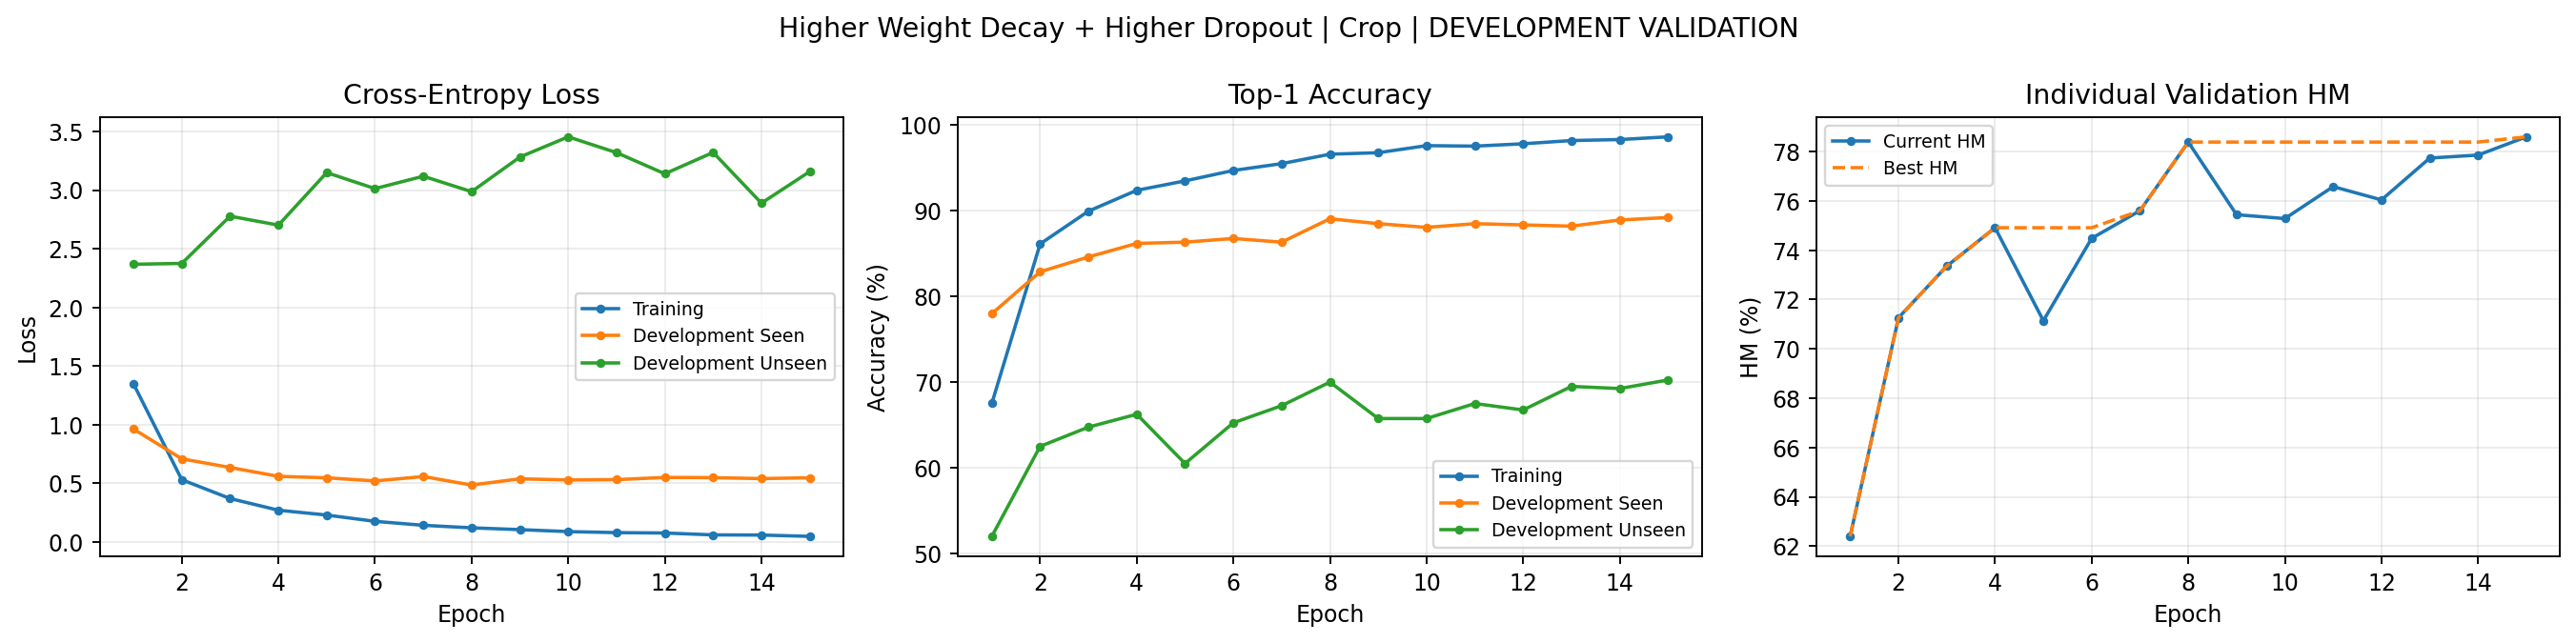 Higher Weight Decay + Higher Dropout | Crop | DEVELOPMENT VALIDATION
Cross-Entropy Loss
Loss
3.5
3.0
2.5
2.0
1.5
1.0
0.5
0.0
Training
Development Seen
Development Unseen
2 4 6 8 10 12 14
Epoch
Top-1 Accuracy
Accuracy (%)
100
90
80
70
60
50
Training
Development Seen
Development Unseen
2 4 6 8 10 12 14
Epoch
Individual Validation HM
HM (%)
Current HM
Best HM
78
76
74
72
70
68
66
64
62
2 4 6 8 10 12 14
Epoch